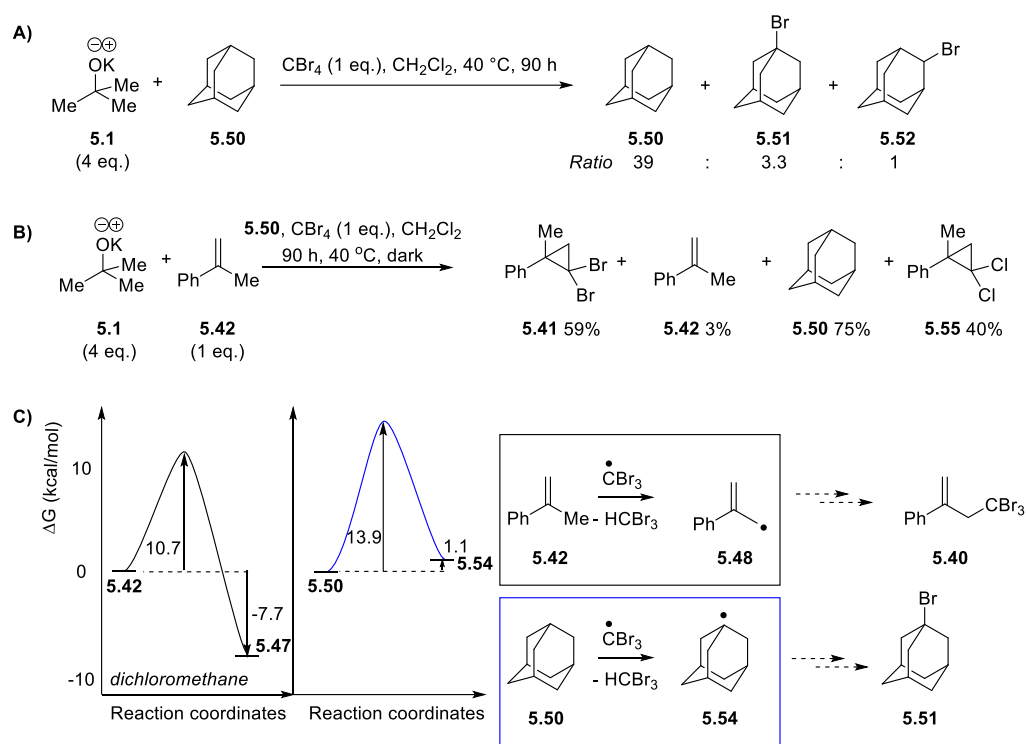 A)
⊖⊕
OK
Me
Me
Me
5.1
(4 eq.)
+
5.50
CBr4 (1 eq.), CH2Cl2, 40 °C, 90 h
5.50
+
Br
5.51
+
Br
5.52
Ratio 39 : 3.3 : 1
B)
⊖⊕
OK
Me
Me
Me
5.1
(4 eq.)
+
Ph Me
5.42
(1 eq.)
5.50, CBr4 (1 eq.), CH2Cl2
90 h, 40 °C, dark
Me
Ph
Br
Br
5.41 59%
+
Ph Me
5.42 3%
+
5.50 75%
+
Me
Ph
Cl
Cl
5.55 40%
C)
ΔG (kcal/mol)
10
0
-10
10.7
5.42
-7.7
5.47
dichloromethane
Reaction coordinates
13.9
1.1
5.54
5.50
Reaction coordinates
Ph Me
5.42
•
CBr3
- HCBr3
Ph •
5.48
Ph CBr3
5.40
5.50
•
CBr3
- HCBr3
•
5.54
Br
5.51